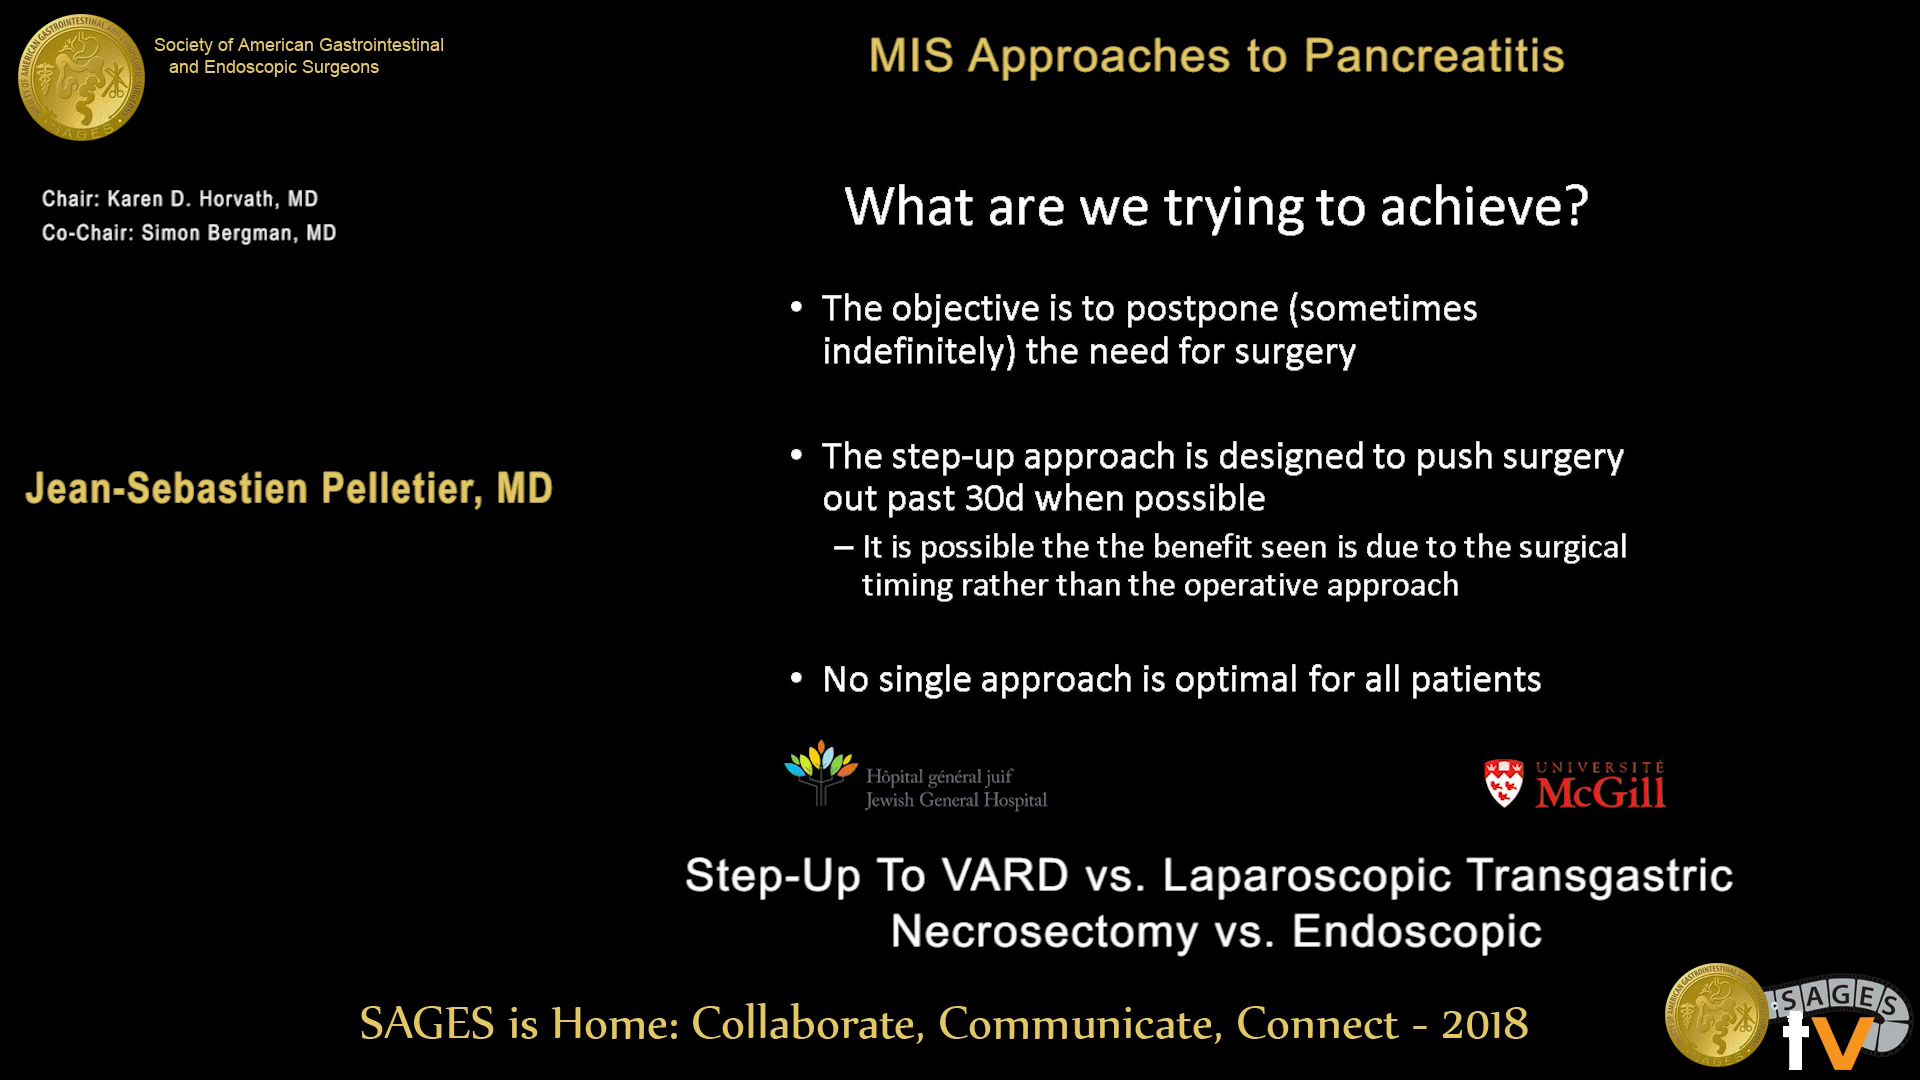 Society of American Gastrointestinal
and Endoscopic Surgeons
MIS Approaches to Pancreatitis
Chair: Karen D. Horvath, MD
Co-Chair: Simon Bergman, MD
What are we trying to achieve?
• The objective is to postpone (sometimes
indefinitely) the need for surgery
Jean-Sebastien Pelletier, MD
• The step-up approach is designed to push surgery
out past 30d when possible
– It is possible the the benefit seen is due to the surgical
timing rather than the operative approach
• No single approach is optimal for all patients
Hôpital général juif
Jewish General Hospital
UNIVERSITÉ
McGill
Step-Up To VARD vs. Laparoscopic Transgastric
Necrosectomy vs. Endoscopic
SAGES is Home: Collaborate, Communicate, Connect - 2018
SAGES
tv